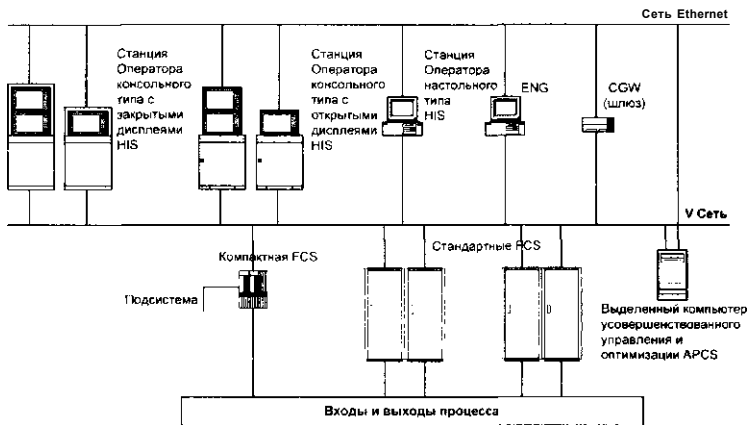 Сеть Ethernet
Станция
Оператора
консольного
типа с
закрытыми
дисплеями
HIS
Станция
Оператора
консольного
типа с
открытыми
дисплеями
HIS
Станция
Оператора
настольного
типа
HIS
ENG
CGW
(шлюз)
V Сеть
Компактная FCS
Подсистема
Стандартные FCS
Выделенный компьютер
усовершенствованного
управления и
оптимизации APCS
Входы и выходы процесса